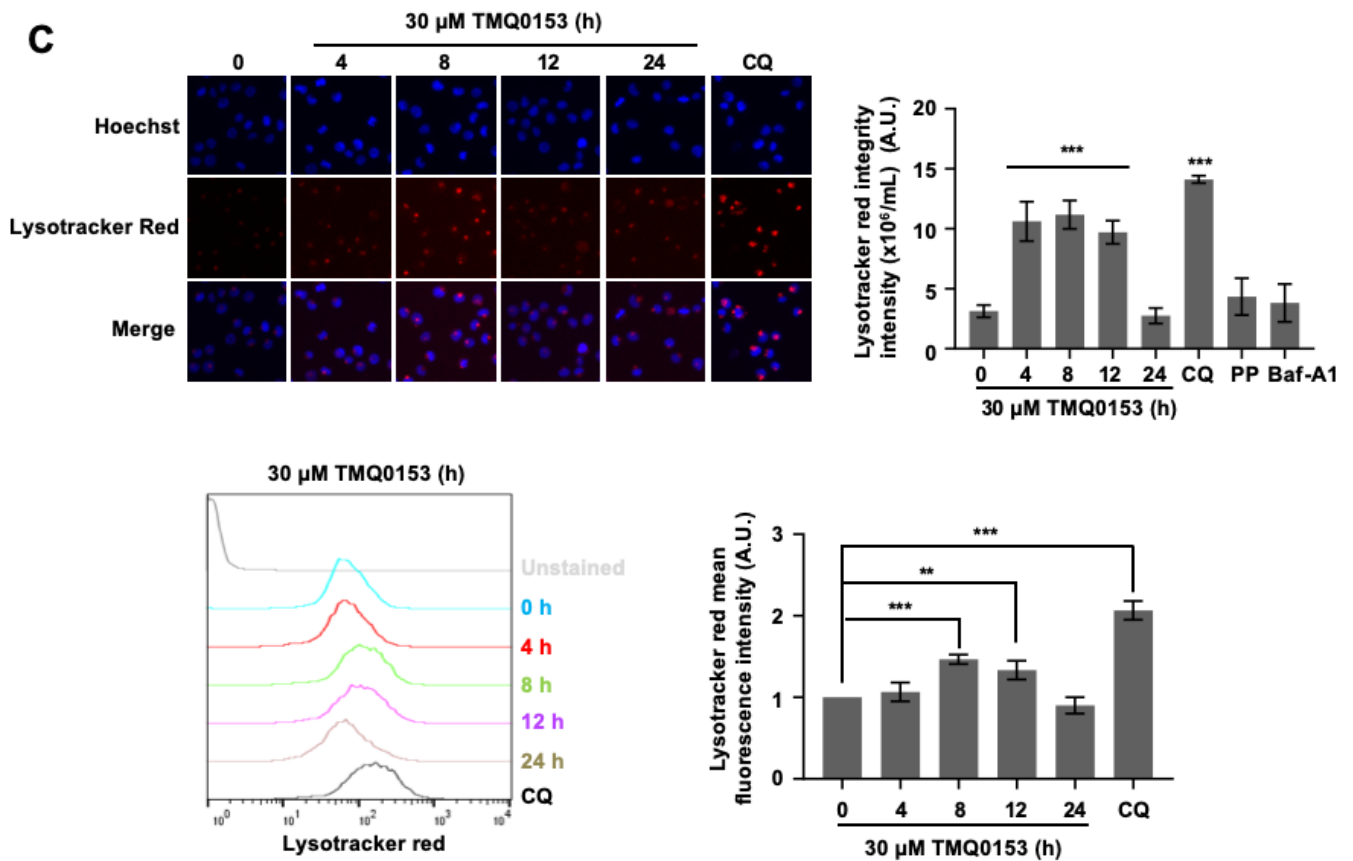 C
30 µM TMQ0153 (h)
0 4 8 12 24 CQ
Hoechst
Lysotracker Red
Merge
Lysotracker red integrity
intensity (x10⁶/mL) (A.U.)
20
15
10
5
0
***
***
0 4 8 12 24 CQ PP Baf-A1
30 µM TMQ0153 (h)
30 µM TMQ0153 (h)
Unstained
0 h
4 h
8 h
12 h
24 h
CQ
10⁰ 10¹ 10² 10³ 10⁴
Lysotracker red
Lysotracker red mean
fluorescence intensity (A.U.)
3
2
1
0
***
**
***
0 4 8 12 24 CQ
30 µM TMQ0153 (h)